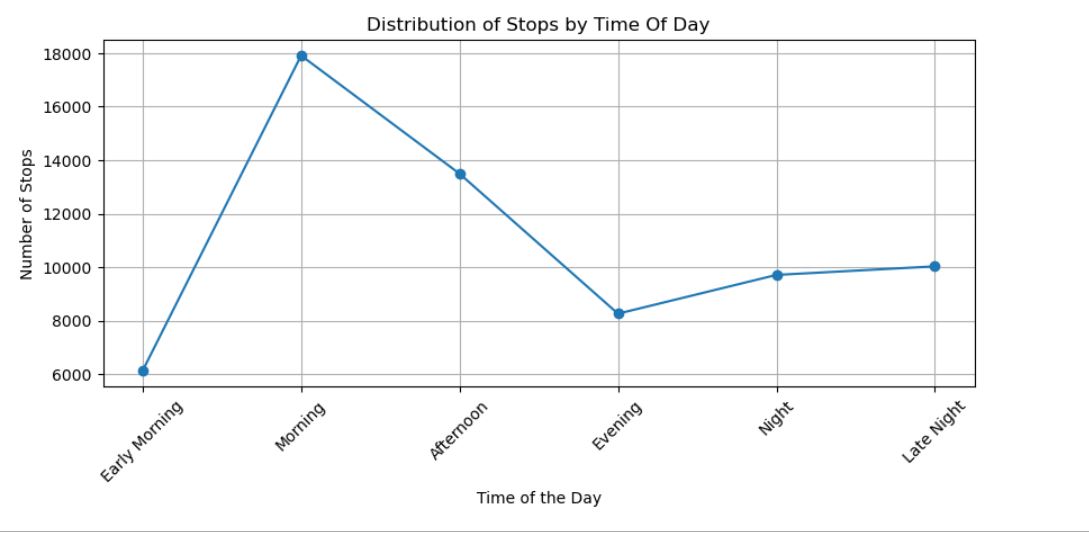 Distribution of Stops by Time Of Day
18000
16000
14000
12000
10000
8000
6000
Number of Stops
Early Morning
Morning
Afternoon
Evening
Night
Late Night
Time of the Day